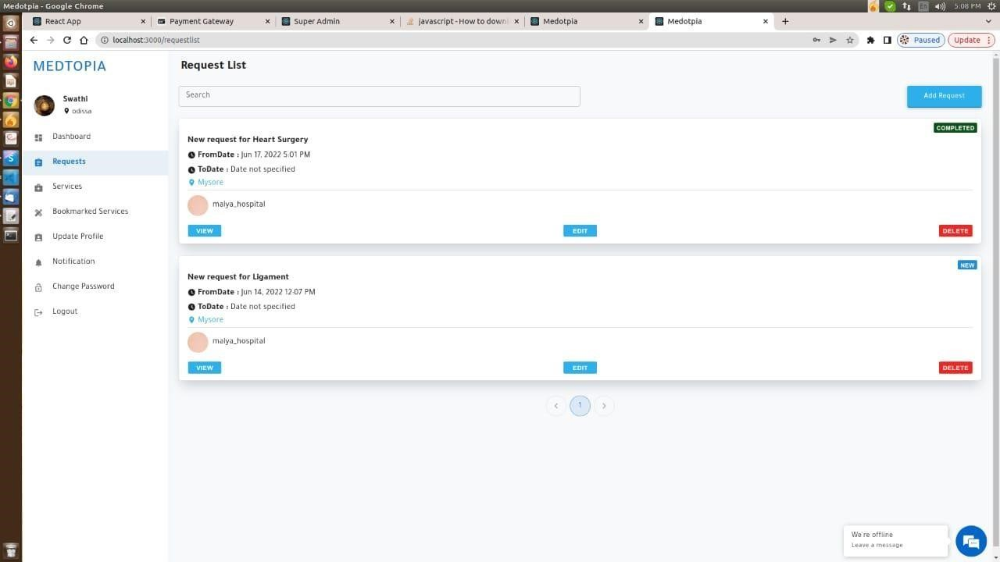 Medotpia - Google Chrome
En
5:08 PM
React App
Payment Gateway
Super Admin
javascript - How to downl
Medotpia
Medotpia
localhost:3000/requestlist
Paused
Update
MEDTOPIA
Swathi
odissa
Dashboard
Requests
Services
Bookmarked Services
Update Profile
Notification
Change Password
Logout
Request List
Search
Add Request
COMPLETED
New request for Heart Surgery
FromDate : Jun 17, 2022 5:01 PM
ToDate : Date not specified
Mysore
malya_hospital
VIEW
EDIT
DELETE
NEW
New request for Ligament
FromDate : Jun 14, 2022 12:07 PM
ToDate : Date not specified
Mysore
malya_hospital
VIEW
EDIT
DELETE
1
We're offline
Leave a message